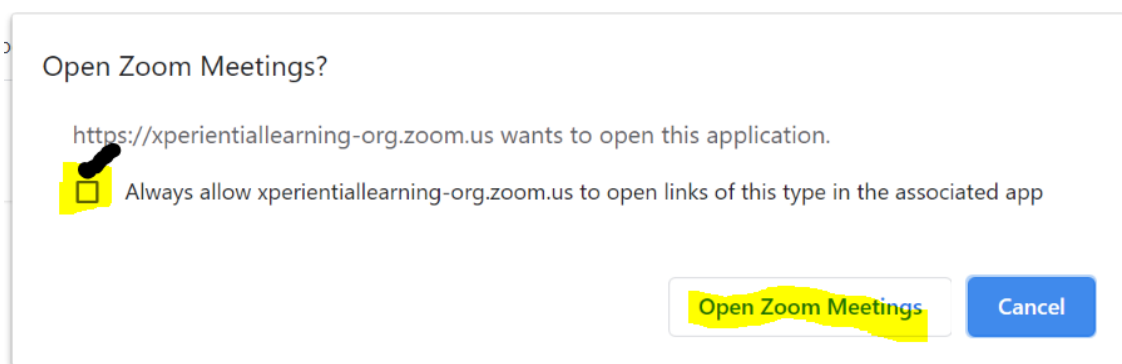 Open Zoom Meetings?
https://xperientiallearning-org.zoom.us wants to open this application.
Always allow xperientiallearning-org.zoom.us to open links of this type in the associated app
Open Zoom Meetings Cancel